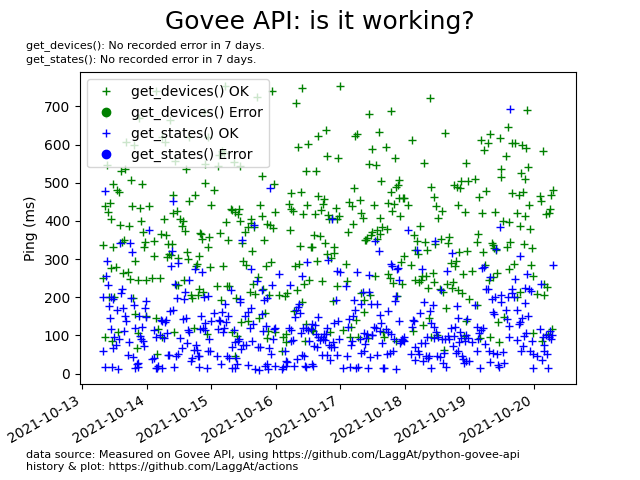 Govee API: is it working?
get_devices(): No recorded error in 7 days.
get_states(): No recorded error in 7 days.
get_devices() OK
get_devices() Error
get_states() OK
get_states() Error
Ping (ms)
700
600
500
400
300
200
100
0
2021-10-13
2021-10-14
2021-10-15
2021-10-16
2021-10-17
2021-10-18
2021-10-19
2021-10-20
data source: Measured on Govee API, using https://github.com/LaggAt/python-govee-api
history & plot: https://github.com/LaggAt/actions